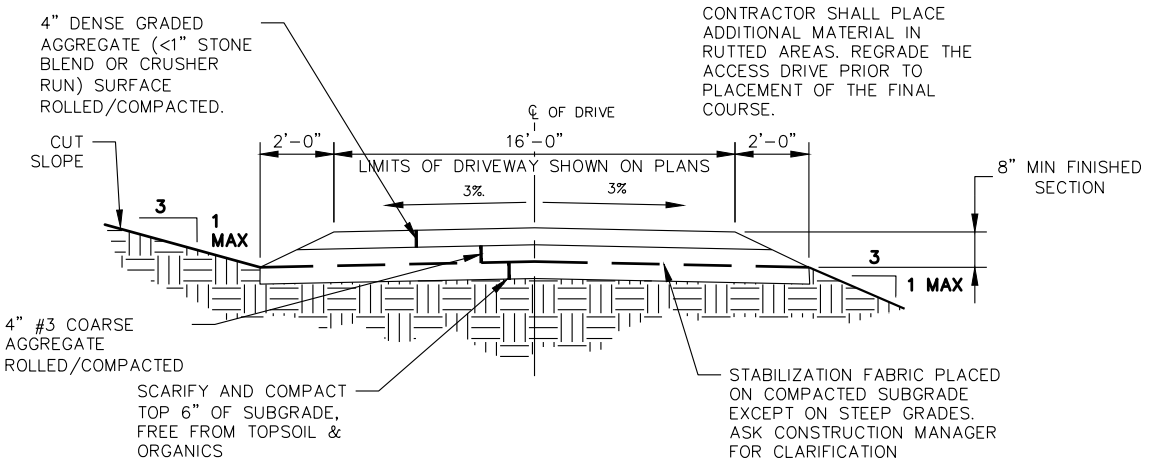 4” DENSE GRADED
AGGREGATE (<1” STONE
BLEND OR CRUSHER
RUN) SURFACE
ROLLED/COMPACTED.
CONTRACTOR SHALL PLACE
ADDITIONAL MATERIAL IN
RUTTED AREAS. REGRADE THE
ACCESS DRIVE PRIOR TO
PLACEMENT OF THE FINAL
COURSE.
℄ OF DRIVE
CUT
SLOPE
2’-0”
16’-0”
2’-0”
LIMITS OF DRIVEWAY SHOWN ON PLANS
8” MIN FINISHED
SECTION
3%.
3%
3
1
MAX
3
1 MAX
4” #3 COARSE
AGGREGATE
ROLLED/COMPACTED
SCARIFY AND COMPACT
TOP 6” OF SUBGRADE,
FREE FROM TOPSOIL &
ORGANICS
STABILIZATION FABRIC PLACED
ON COMPACTED SUBGRADE
EXCEPT ON STEEP GRADES.
ASK CONSTRUCTION MANAGER
FOR CLARIFICATION